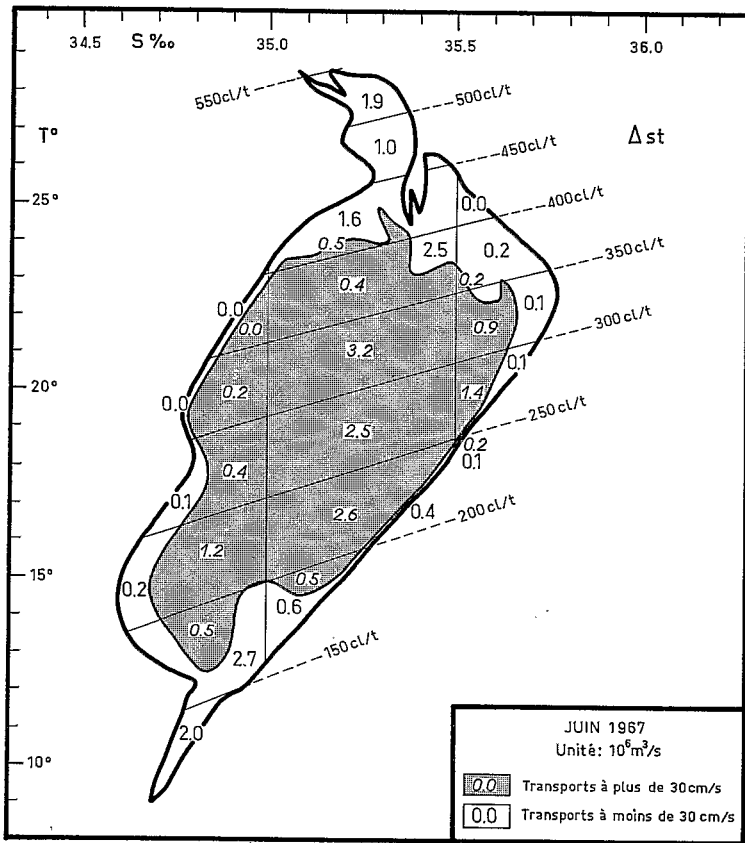 34.5 S‰ 35.0 35.5 36.0
550cl/t
1.9
500cl/t
T°
1.0
450cl/t
Δst
25°
0.0
400cl/t
1.6
0.5
2.5
0.2
350cl/t
0.4
0.2
0.0
0.0
0.9
0.1
300cl/t
3.2
0.1
20°
0.0
0.2
1.4
250cl/t
2.5
0.2
0.1
0.4
0.1
2.6
0.4
200cl/t
1.2
15°
0.2
0.5
0.6
0.5
2.7
150cl/t
2.0
10°
JUIN 1967
Unité: 10⁶m³/s
0.0 Transports à plus de 30cm/s
0.0 Transports à moins de 30cm/s